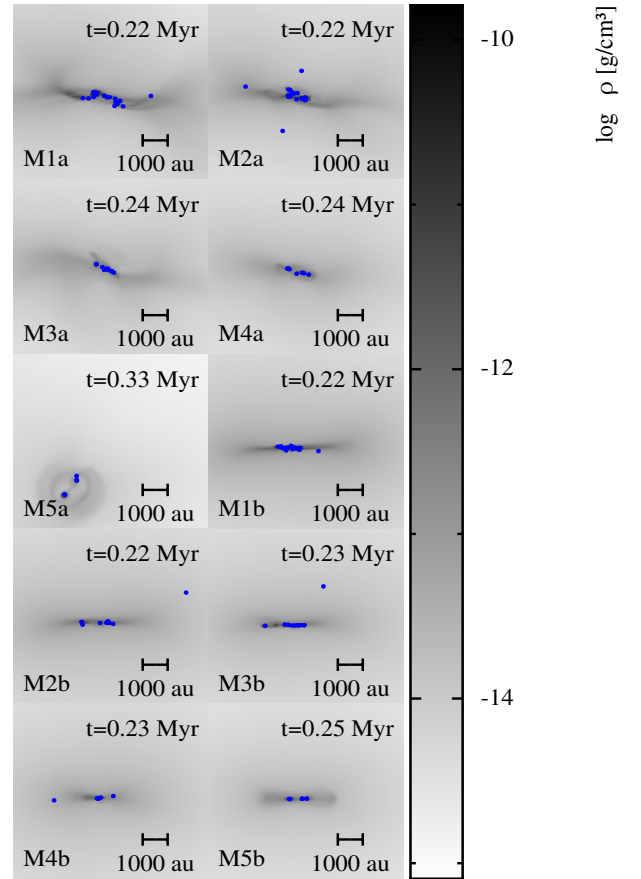 t=0.22 Myr
1000 au
M1a
t=0.22 Myr
1000 au
M2a
t=0.24 Myr
1000 au
M3a
t=0.24 Myr
1000 au
M4a
t=0.33 Myr
1000 au
M5a
t=0.22 Myr
1000 au
M1b
t=0.22 Myr
1000 au
M2b
t=0.23 Myr
1000 au
M3b
t=0.23 Myr
1000 au
M4b
t=0.25 Myr
1000 au
M5b
-10
-12
-14
log ρ [g/cm³]